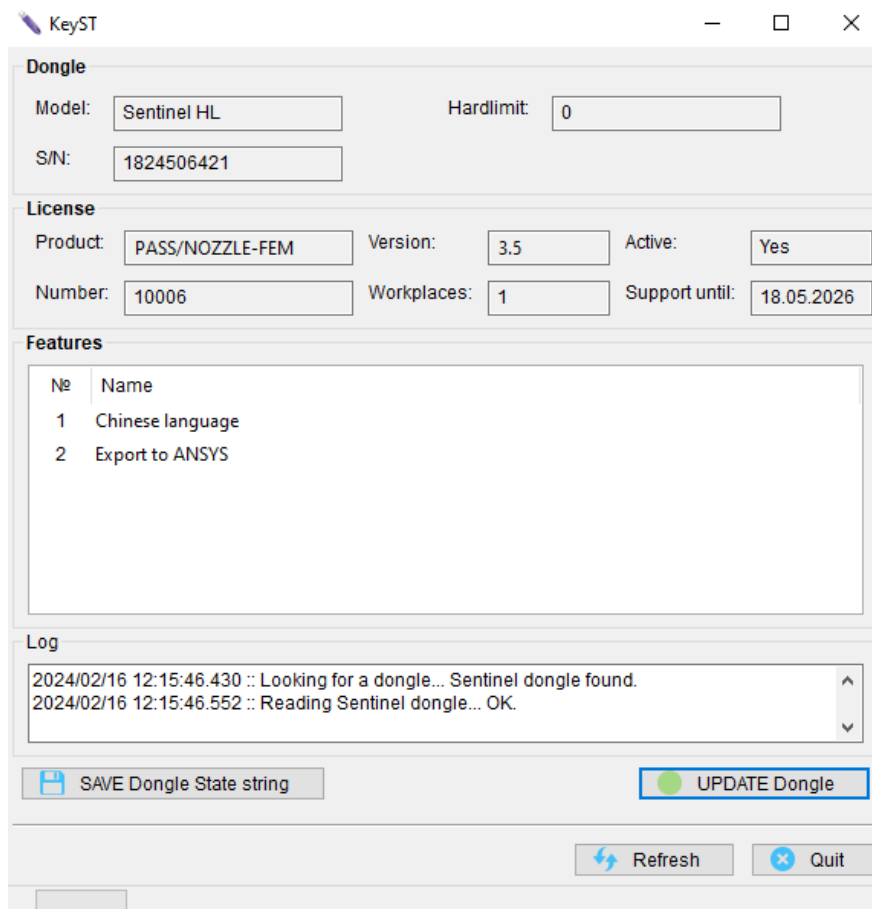 KeyST
Dongle
Model: Sentinel HL Hardlimit: 0
S/N: 1824506421
License
Product: PASS/NOZZLE-FEM Version: 3.5 Active: Yes
Number: 10006 Workplaces: 1 Support until: 18.05.2026
Features
№ Name
1 Chinese language
2 Export to ANSYS
Log
2024/02/16 12:15:46.430 :: Looking for a dongle... Sentinel dongle found.
2024/02/16 12:15:46.552 :: Reading Sentinel dongle... OK.
SAVE Dongle State string UPDATE Dongle
Refresh Quit